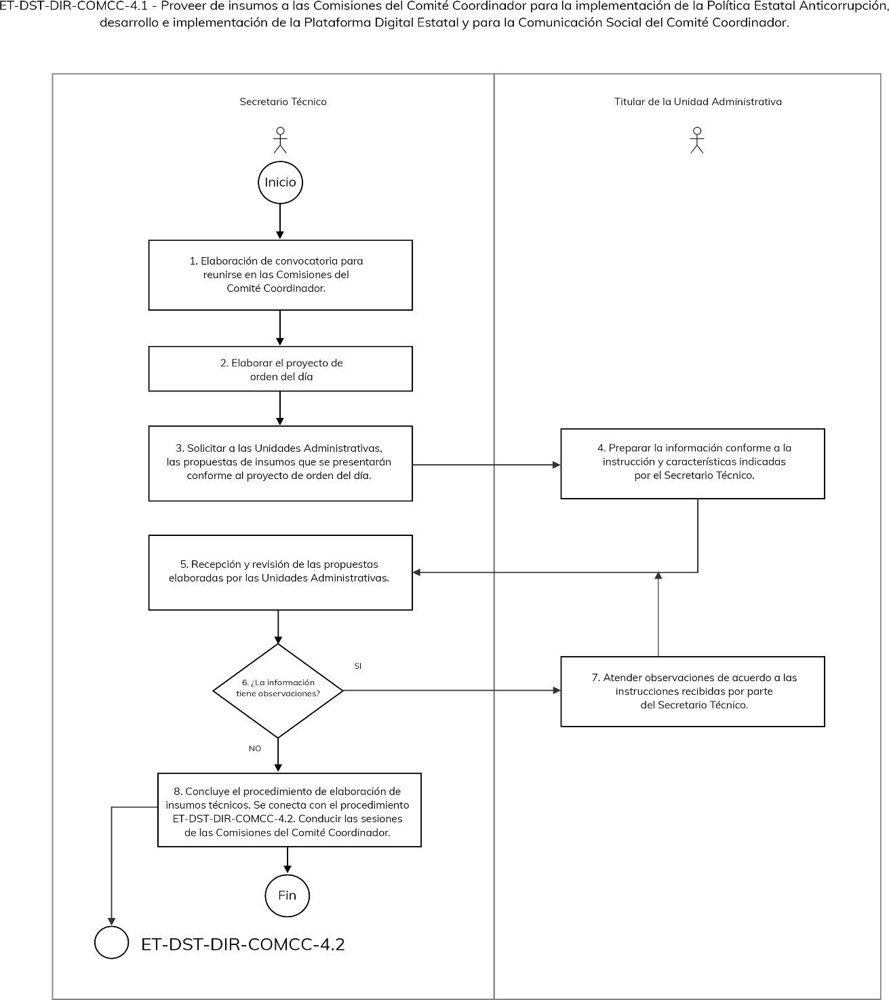 ET-DST-DIR-COMCC-4.1 - Proveer de insumos a las Comisiones del Comité Coordinador para la implementación de la Política Estatal Anticorrupción,
desarrollo e implementación de la Plataforma Digital Estatal y para la Comunicación Social del Comité Coordinador.
Secretario Técnico
Titular de la Unidad Administrativa
Inicio
1. Elaboración de convocatoria para
reunirse en las Comisiones del
Comité Coordinador.
2. Elaborar el proyecto de
orden del día
3. Solicitar a las Unidades Administrativas,
las propuestas de insumos que se presentarán
conforme al proyecto de orden del día.
4. Preparar la información conforme a la
instrucción y características indicadas
por el Secretario Técnico.
5. Recepción y revisión de las propuestas
elaboradas por las Unidades Administrativas.
6. ¿La información
tiene observaciones?
SI
7. Atender observaciones de acuerdo a las
instrucciones recibidas por parte
del Secretario Técnico.
NO
8. Concluye el procedimiento de elaboración de
insumos técnicos. Se conecta con el procedimiento
ET-DST-DIR-COMCC-4.2. Conducir las sesiones
de las Comisiones del Comité Coordinador.
Fin
ET-DST-DIR-COMCC-4.2